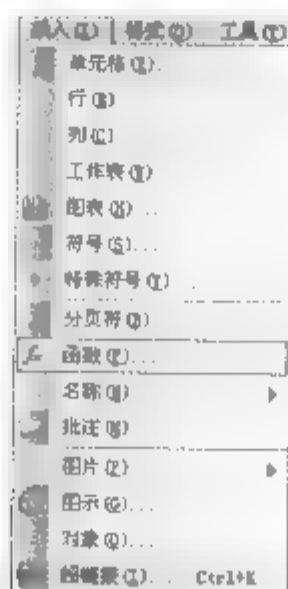 插入(I) 格式(O) 工具(T)
单元格(E)...
行(R)
列(C)
工作表(W)
图表(H)...
符号(S)...
特殊符号(Y)...
分页符(B)
fx 函数(F)...
名称(N)
批注(M)
图片(P)
图示(G)...
对象(O)...
超链接(I)... Ctrl+K